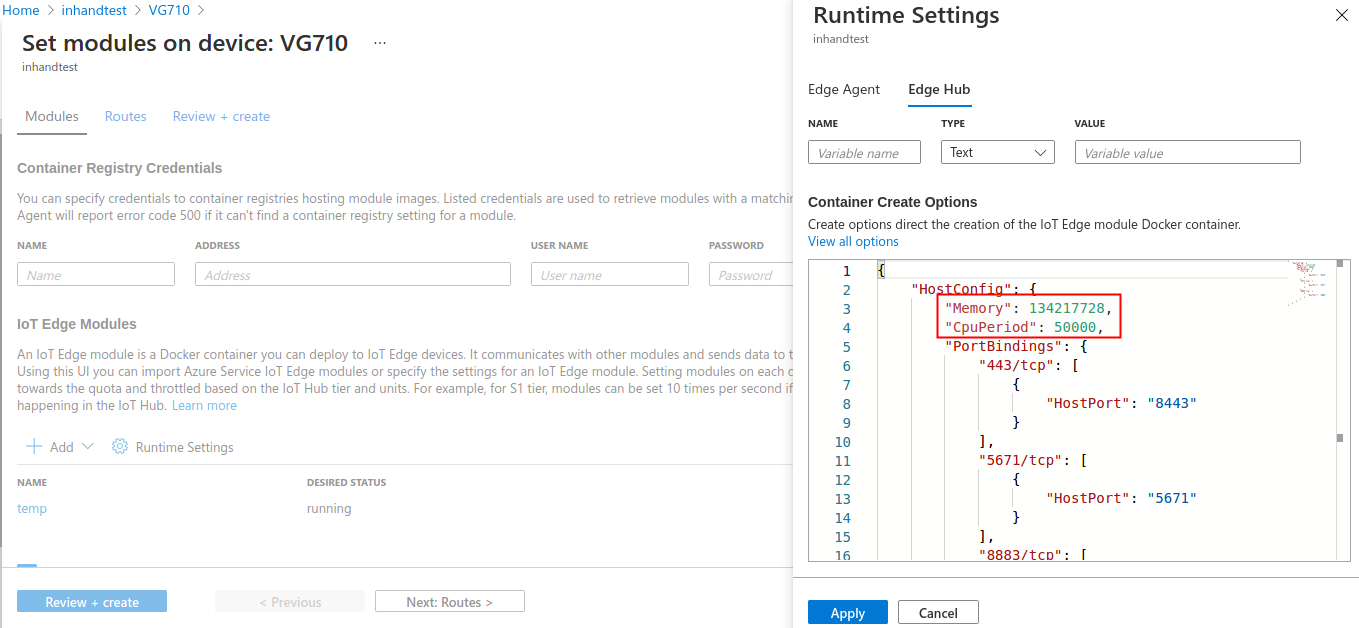 Home > inhandtest > VG710 >
Set modules on device: VG710 ...
inhandtest
Modules Routes Review + create
Container Registry Credentials
You can specify credentials to container registries hosting module images. Listed credentials are used to retrieve modules with a matchin
Agent will report error code 500 if it can't find a container registry setting for a module.
NAME ADDRESS USER NAME PASSWORD
Name Address User name Password
IoT Edge Modules
An IoT Edge module is a Docker container you can deploy to IoT Edge devices. It communicates with other modules and sends data to t
Using this UI you can import Azure Service IoT Edge modules or specify the settings for an IoT Edge module. Setting modules on each d
towards the quota and throttled based on the IoT Hub tier and units. For example, for S1 tier, modules can be set 10 times per second if
happening in the IoT Hub. Learn more
Add Runtime Settings
NAME DESIRED STATUS
temp running
Review + create < Previous Next: Routes >
Runtime Settings
inhandtest
Edge Agent Edge Hub
NAME TYPE VALUE
Variable name Text Variable value
Container Create Options
Create options direct the creation of the IoT Edge module Docker container.
View all options
1 {
2 "HostConfig": {
3 "Memory": 134217728,
4 "CpuPeriod": 50000,
5 "PortBindings": {
6 "443/tcp": [
7 {
8 "HostPort": "8443"
9 }
10 ],
11 "5671/tcp": [
12 {
13 "HostPort": "5671"
14 }
15 ],
16 "8883/tcp": [
Apply Cancel